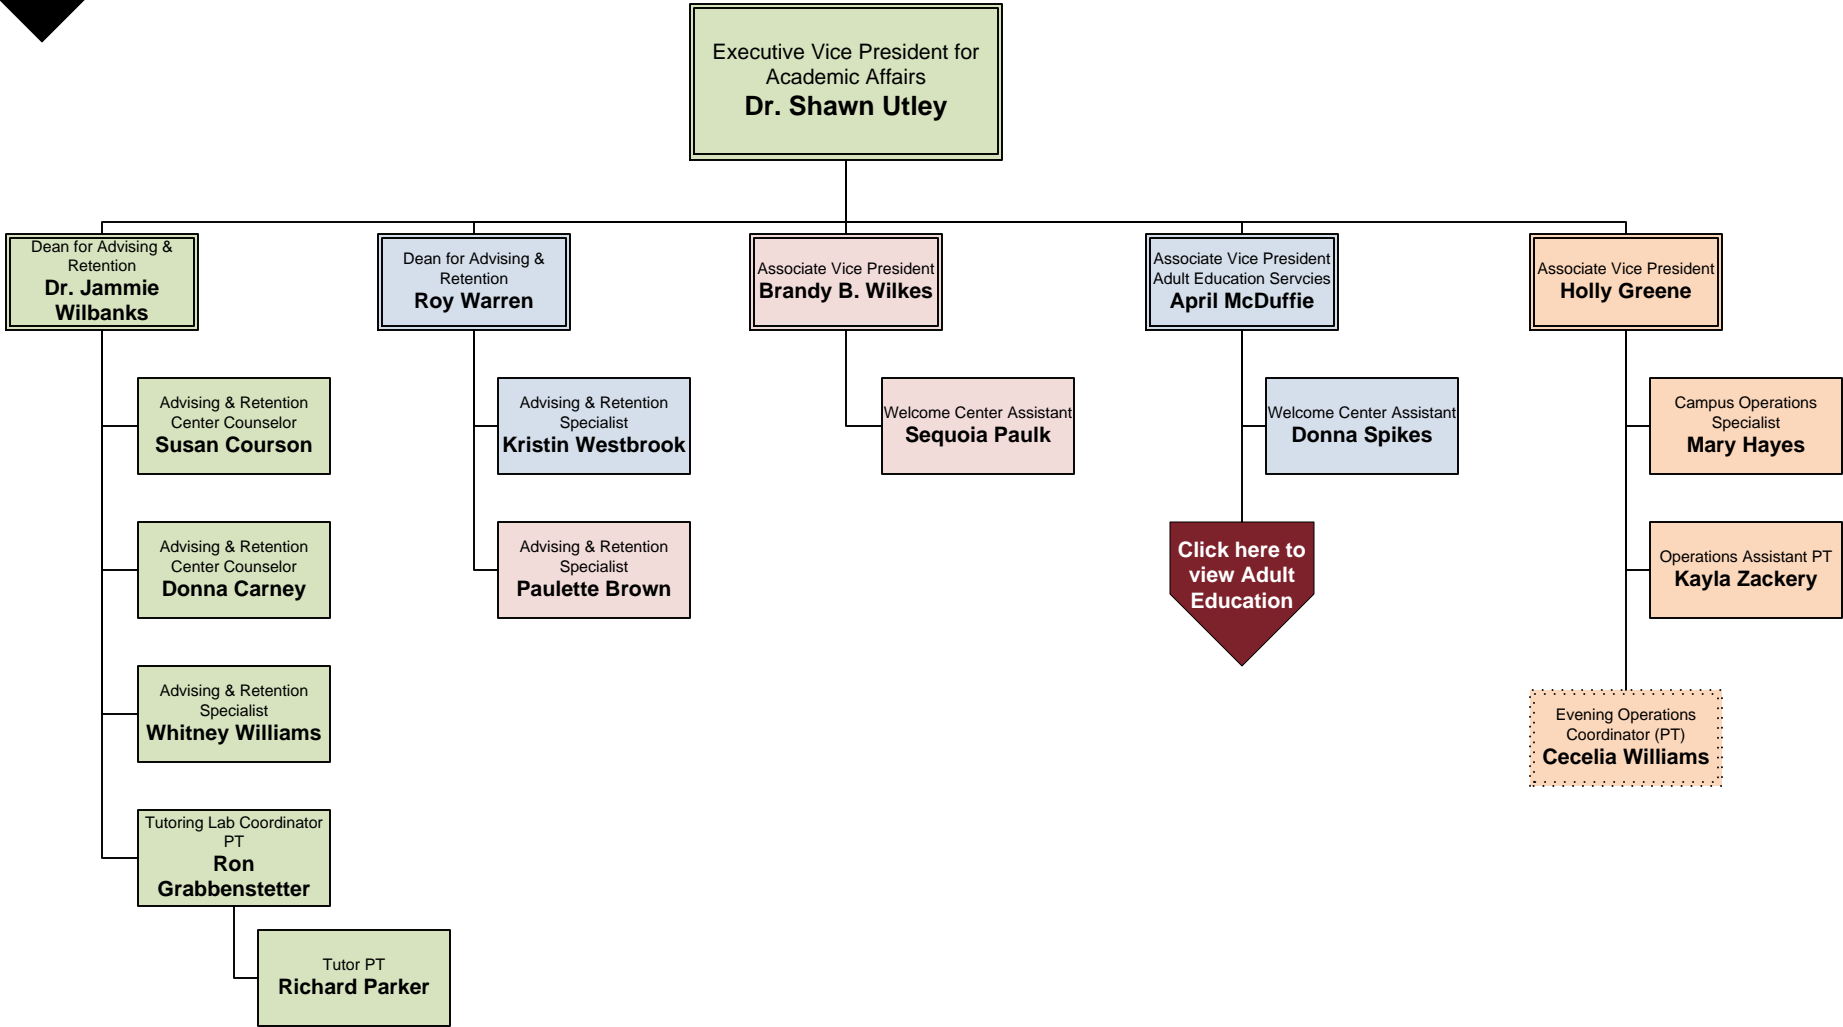 Executive Vice President for
Academic Affairs
Dr. Shawn Utley
Dean for Advising &
Retention
Dr. Jammie
Wilbanks
Dean for Advising &
Retention
Roy Warren
Associate Vice President
Brandy B. Wilkes
Associate Vice President
Adult Education Servcies
April McDuffie
Associate Vice President
Holly Greene
Advising & Retention
Center Counselor
Susan Courson
Advising & Retention
Specialist
Kristin Westbrook
Welcome Center Assistant
Sequoia Paulk
Welcome Center Assistant
Donna Spikes
Campus Operations
Specialist
Mary Hayes
Advising & Retention
Center Counselor
Donna Carney
Advising & Retention
Specialist
Paulette Brown
Click here to
view Adult
Education
Operations Assistant PT
Kayla Zackery
Advising & Retention
Specialist
Whitney Williams
Evening Operations
Coordinator (PT)
Cecelia Williams
Tutoring Lab Coordinator
PT
Ron
Grabbenstetter
Tutor PT
Richard Parker